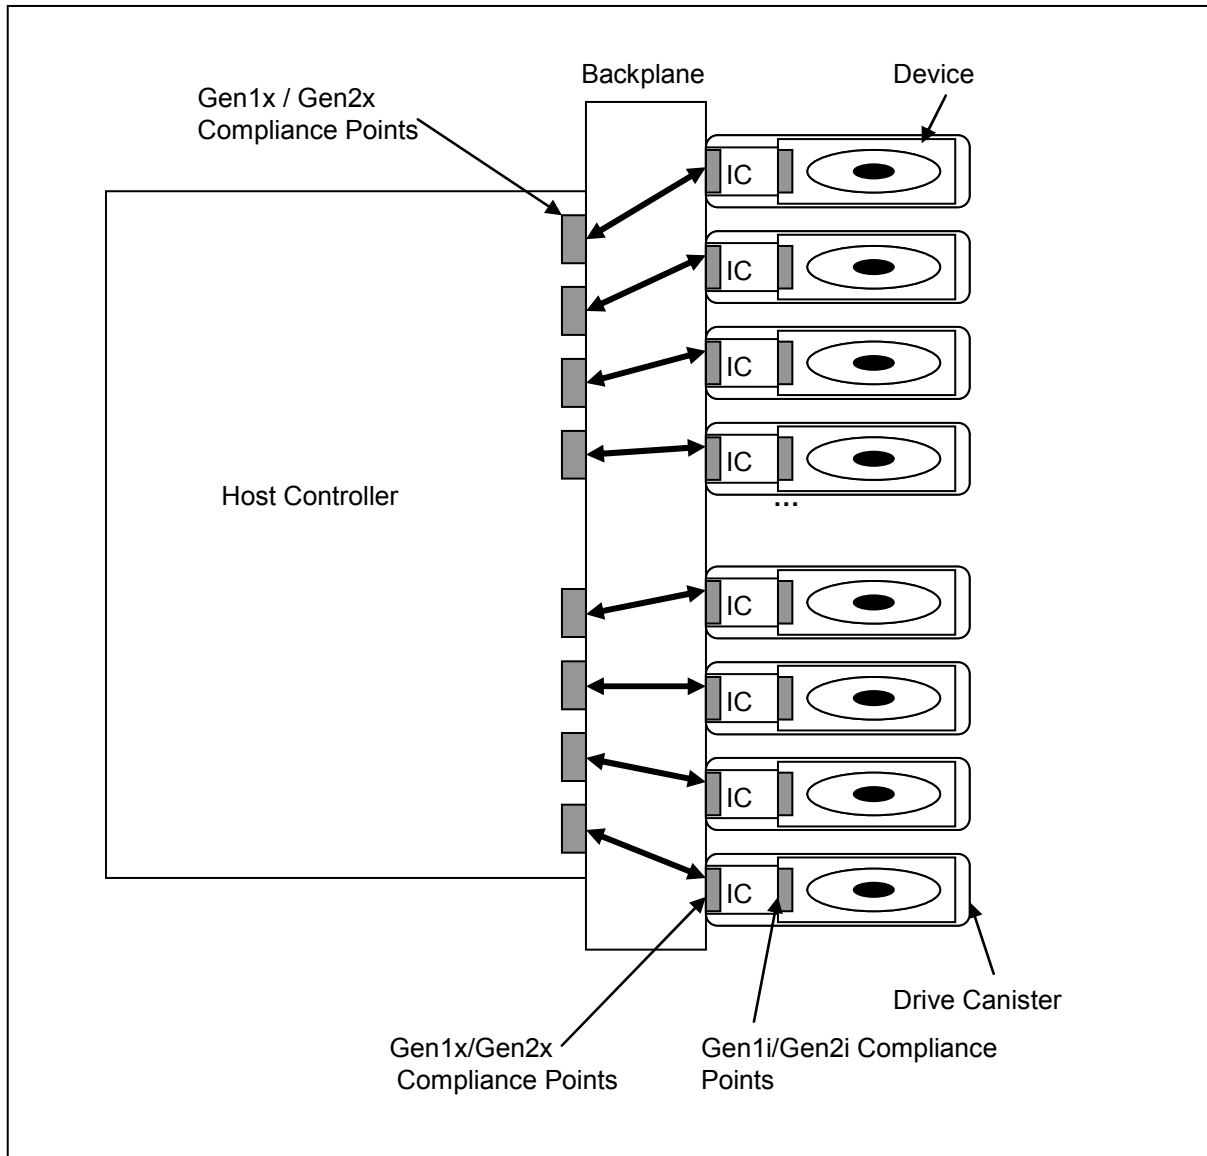 Backplane
Device
Gen1x / Gen2x
Compliance Points
IC
IC
IC
IC
...
Host Controller
IC
IC
IC
IC
Drive Canister
Gen1x/Gen2x
Compliance Points
Gen1i/Gen2i Compliance
Points